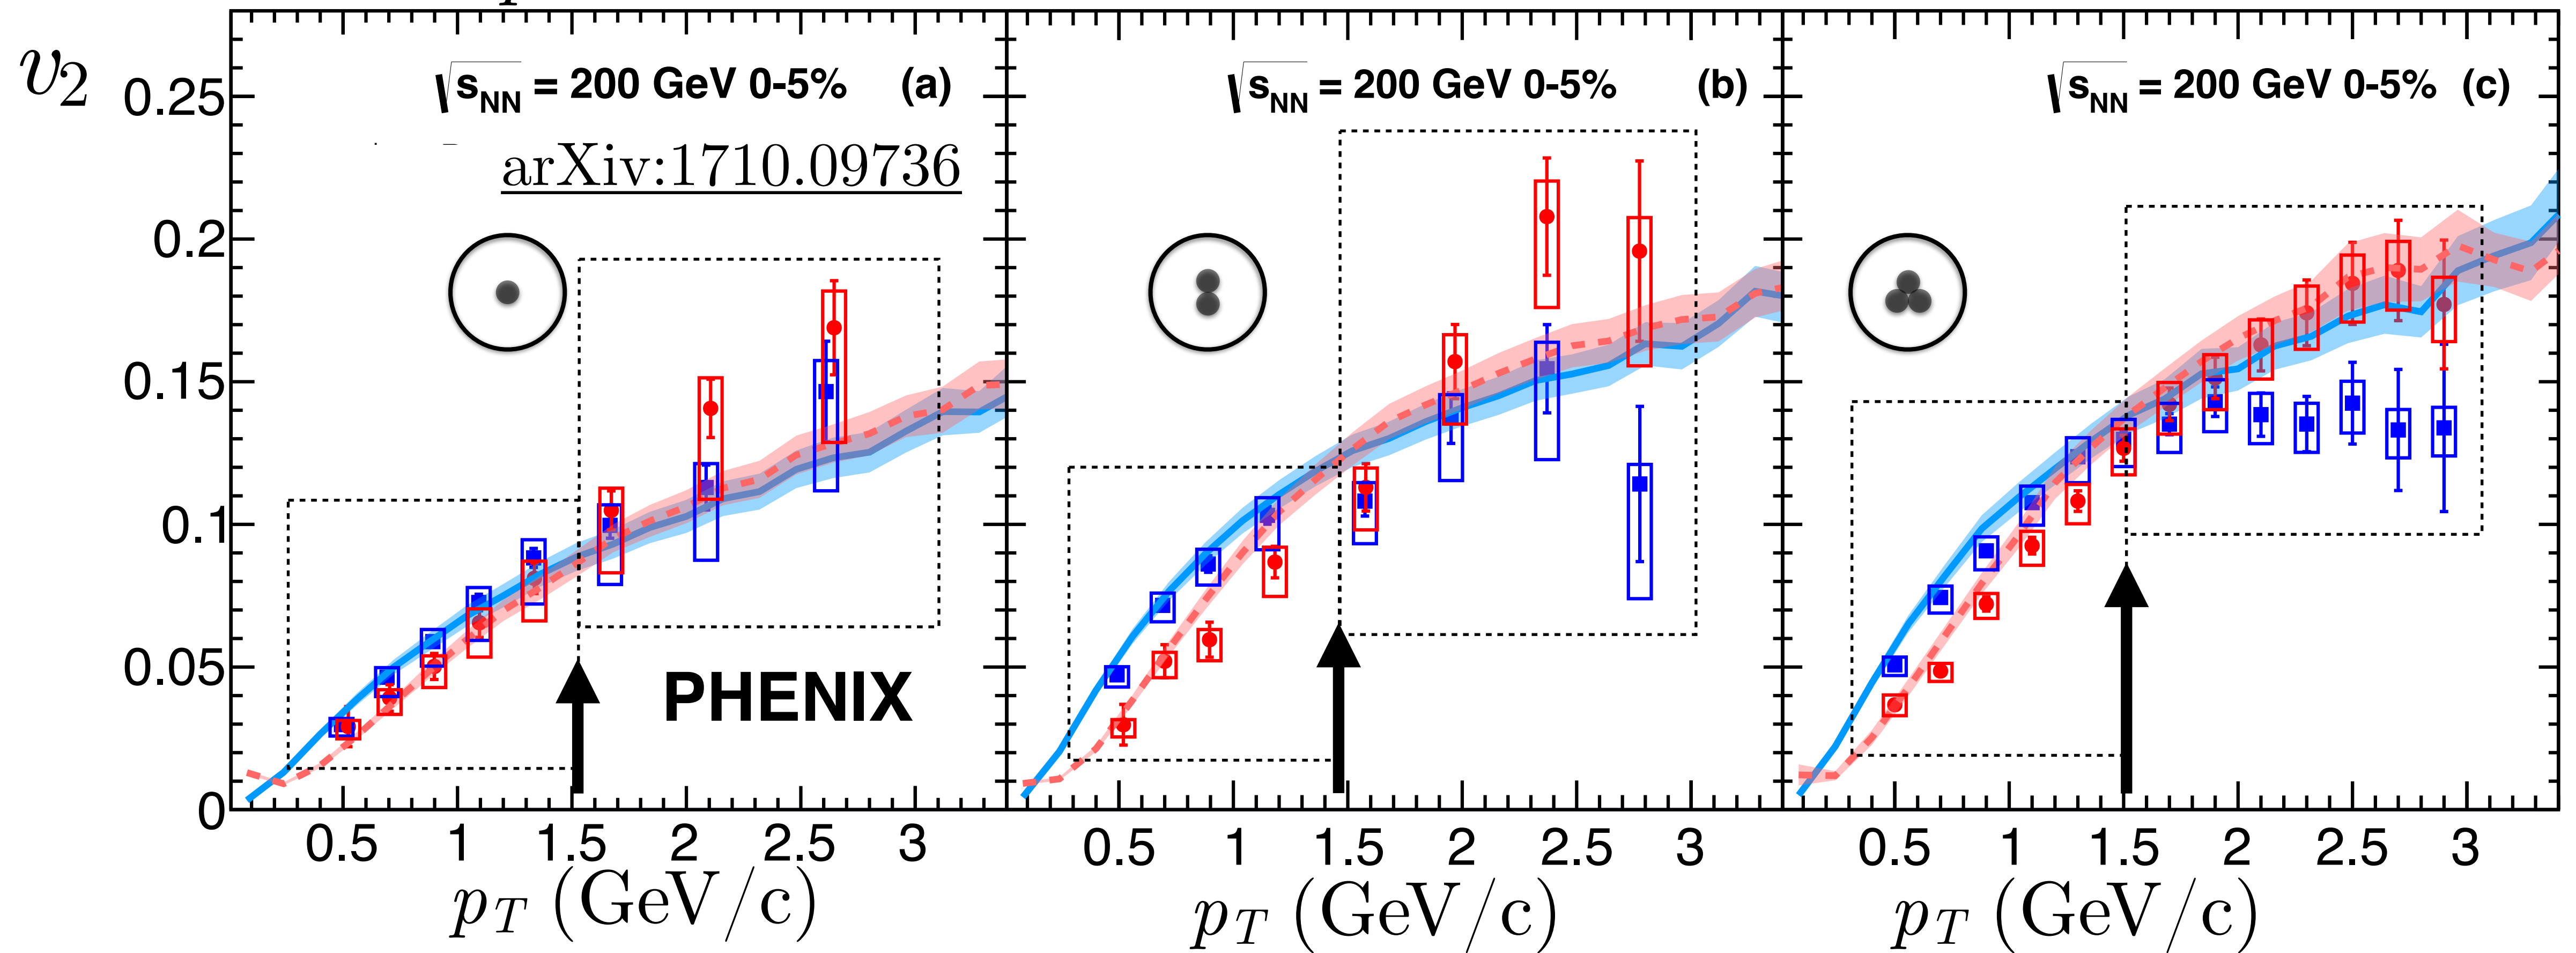 v2
√sNN = 200 GeV 0-5% (a)
arXiv:1710.09736
PHENIX
√sNN = 200 GeV 0-5% (b)
√sNN = 200 GeV 0-5% (c)
0.25
0.2
0.15
0.1
0.05
0
0.5 1 1.5 2 2.5 3
0.5 1 1.5 2 2.5 3
0.5 1 1.5 2 2.5 3
pT (GeV/c)
pT (GeV/c)
pT (GeV/c)